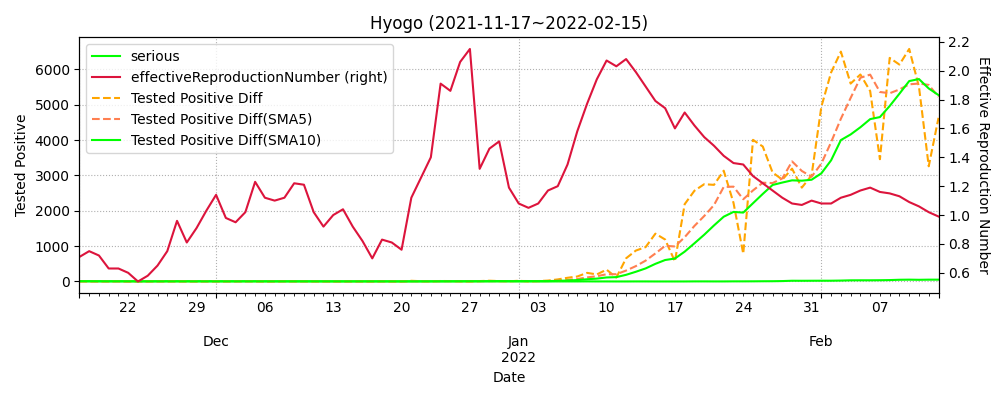 Hyogo (2021-11-17~2022-02-15)
serious
effectiveReproductionNumber (right)
Tested Positive Diff
Tested Positive Diff(SMA5)
Tested Positive Diff(SMA10)
Tested Positive
6000
5000
4000
3000
2000
1000
0
2.2
2.0
1.8
1.6
1.4
1.2
1.0
0.8
0.6
Effective Reproduction Number
22 29 06 13 20 27 03 10 17 24 31 07
Dec Jan Feb
2022
Date